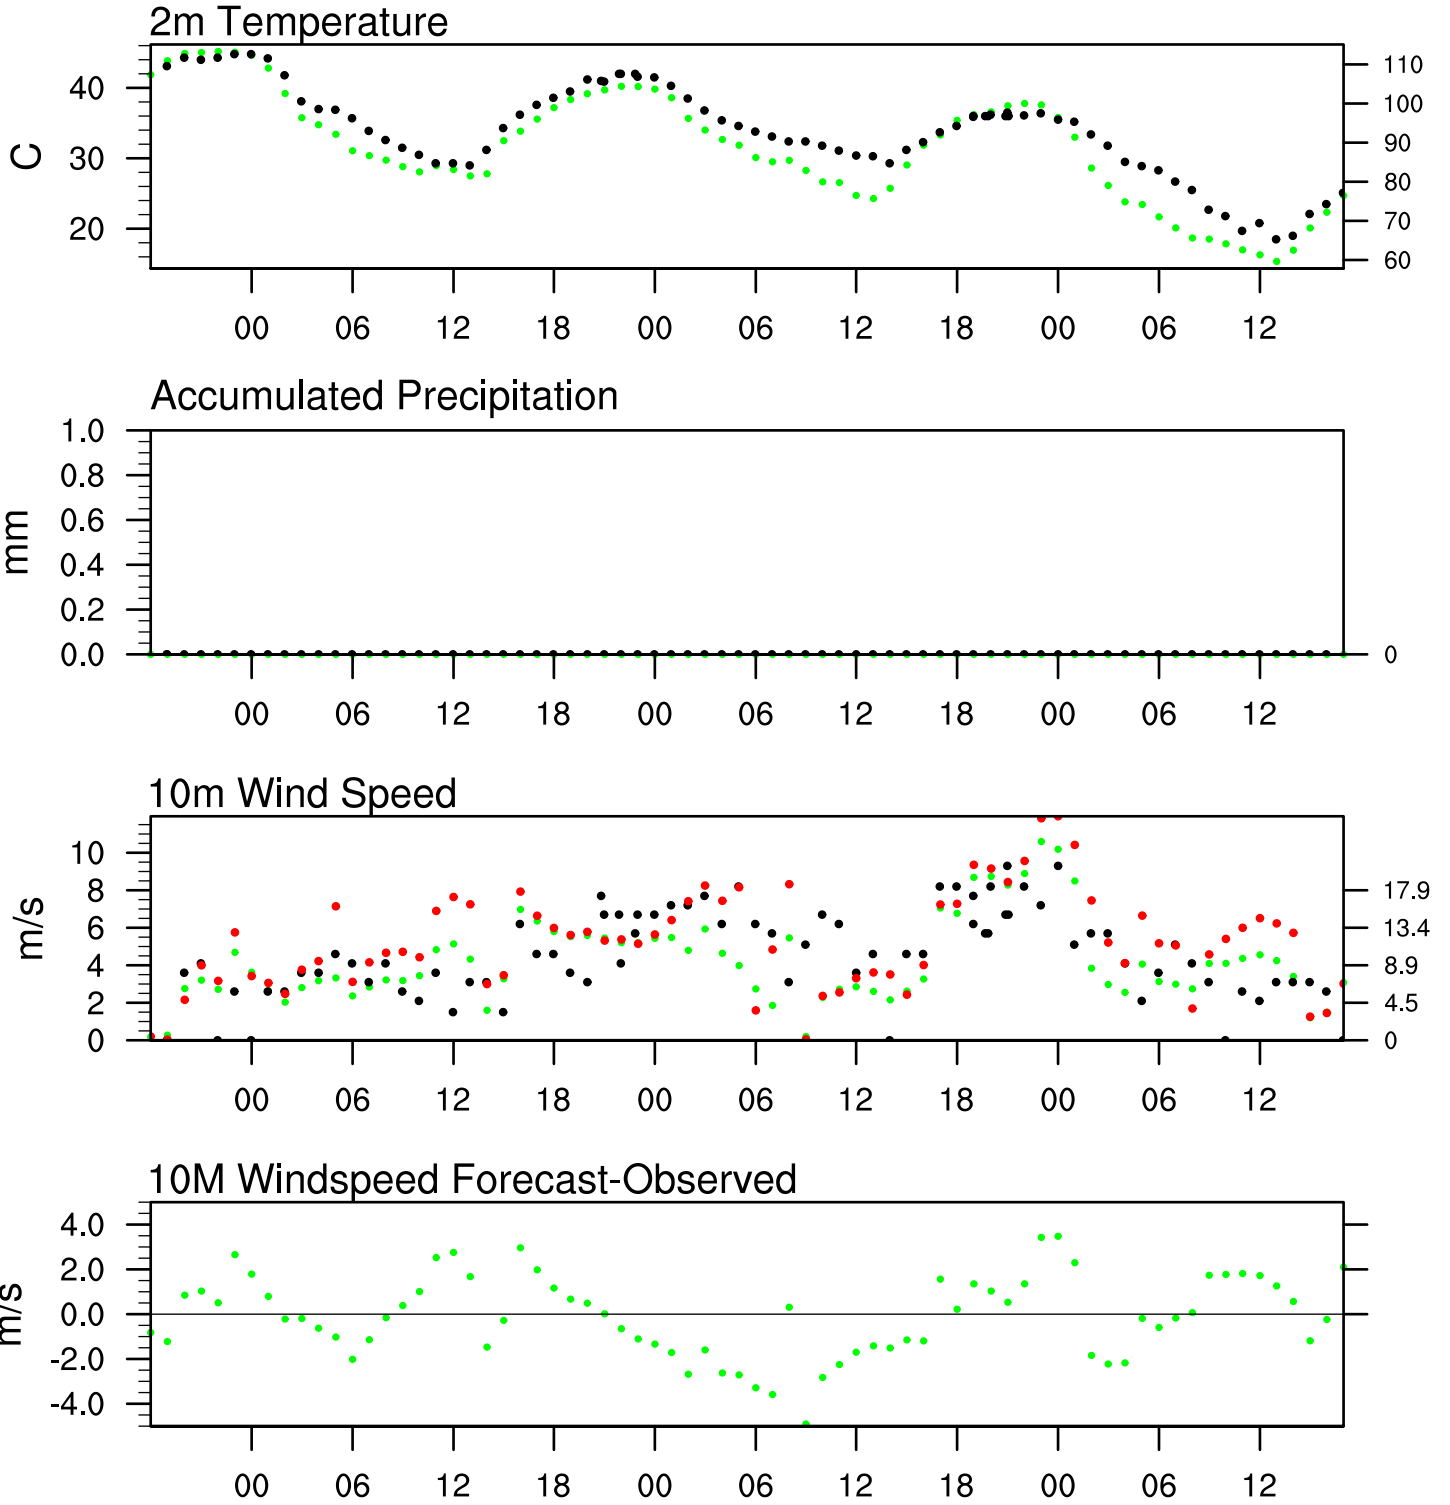 2m Temperature
C
40
30
20
110
100
90
80
70
60
00 06 12 18 00 06 12 18 00 06 12
Accumulated Precipitation
mm
1.0
0.8
0.6
0.4
0.2
0.0
0
00 06 12 18 00 06 12 18 00 06 12
10m Wind Speed
m/s
10
8
6
4
2
0
17.9
13.4
8.9
4.5
0
00 06 12 18 00 06 12 18 00 06 12
10M Windspeed Forecast-Observed
m/s
4.0
2.0
0.0
-2.0
-4.0
00 06 12 18 00 06 12 18 00 06 12